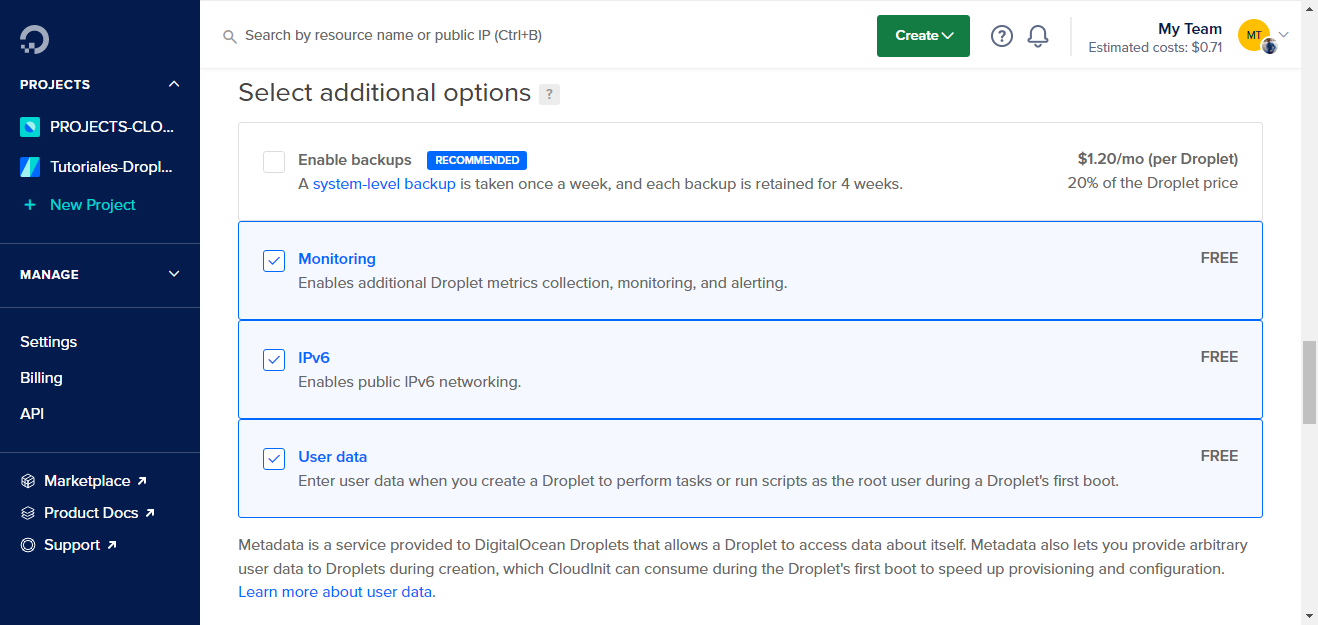 Search by resource name or public IP (Ctrl+B)
Create
?
My Team
Estimated costs: $0.71
MT
PROJECTS
PROJECTS-CLO...
Tutoriales-Dropl...
+ New Project
MANAGE
Settings
Billing
API
Marketplace
Product Docs
Support
Select additional options ?
Enable backups RECOMMENDED
$1.20/mo (per Droplet)
A system-level backup is taken once a week, and each backup is retained for 4 weeks.
20% of the Droplet price
Monitoring
FREE
Enables additional Droplet metrics collection, monitoring, and alerting.
IPv6
FREE
Enables public IPv6 networking.
User data
FREE
Enter user data when you create a Droplet to perform tasks or run scripts as the root user during a Droplet's first boot.
Metadata is a service provided to DigitalOcean Droplets that allows a Droplet to access data about itself. Metadata also lets you provide arbitrary
user data to Droplets during creation, which CloudInit can consume during the Droplet's first boot to speed up provisioning and configuration.
Learn more about user data.